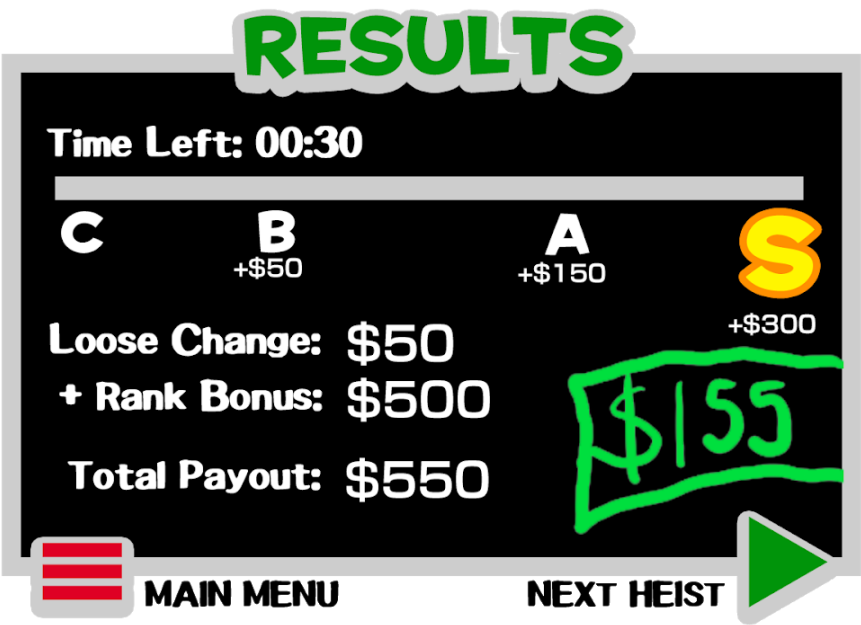 RESULTS
Time Left: 00:30
C B A S
+$50 +$150 +$300
Loose Change: $50
+ Rank Bonus: $500
$155
Total Payout: $550
MAIN MENU NEXT HEIST